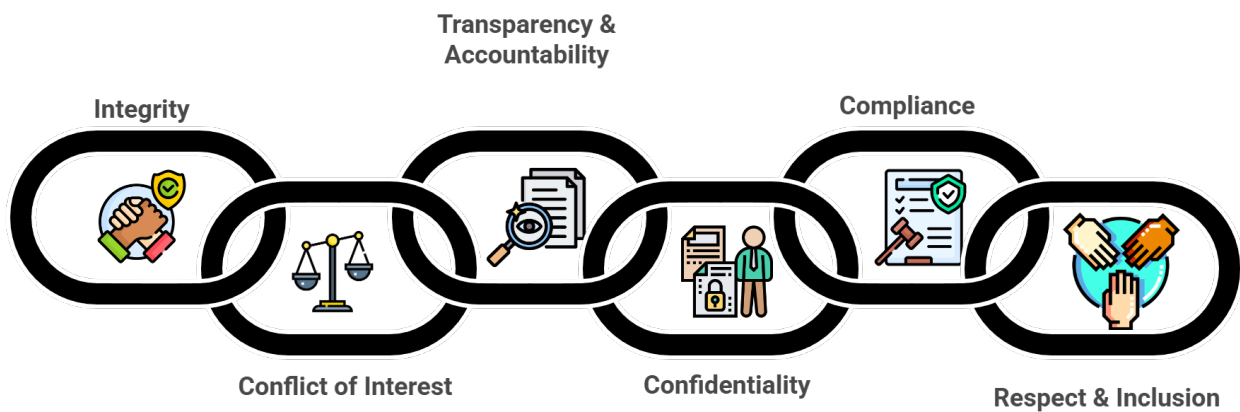 Transparency &
Accountability
Integrity
Compliance
Conflict of Interest
Confidentiality
Respect & Inclusion